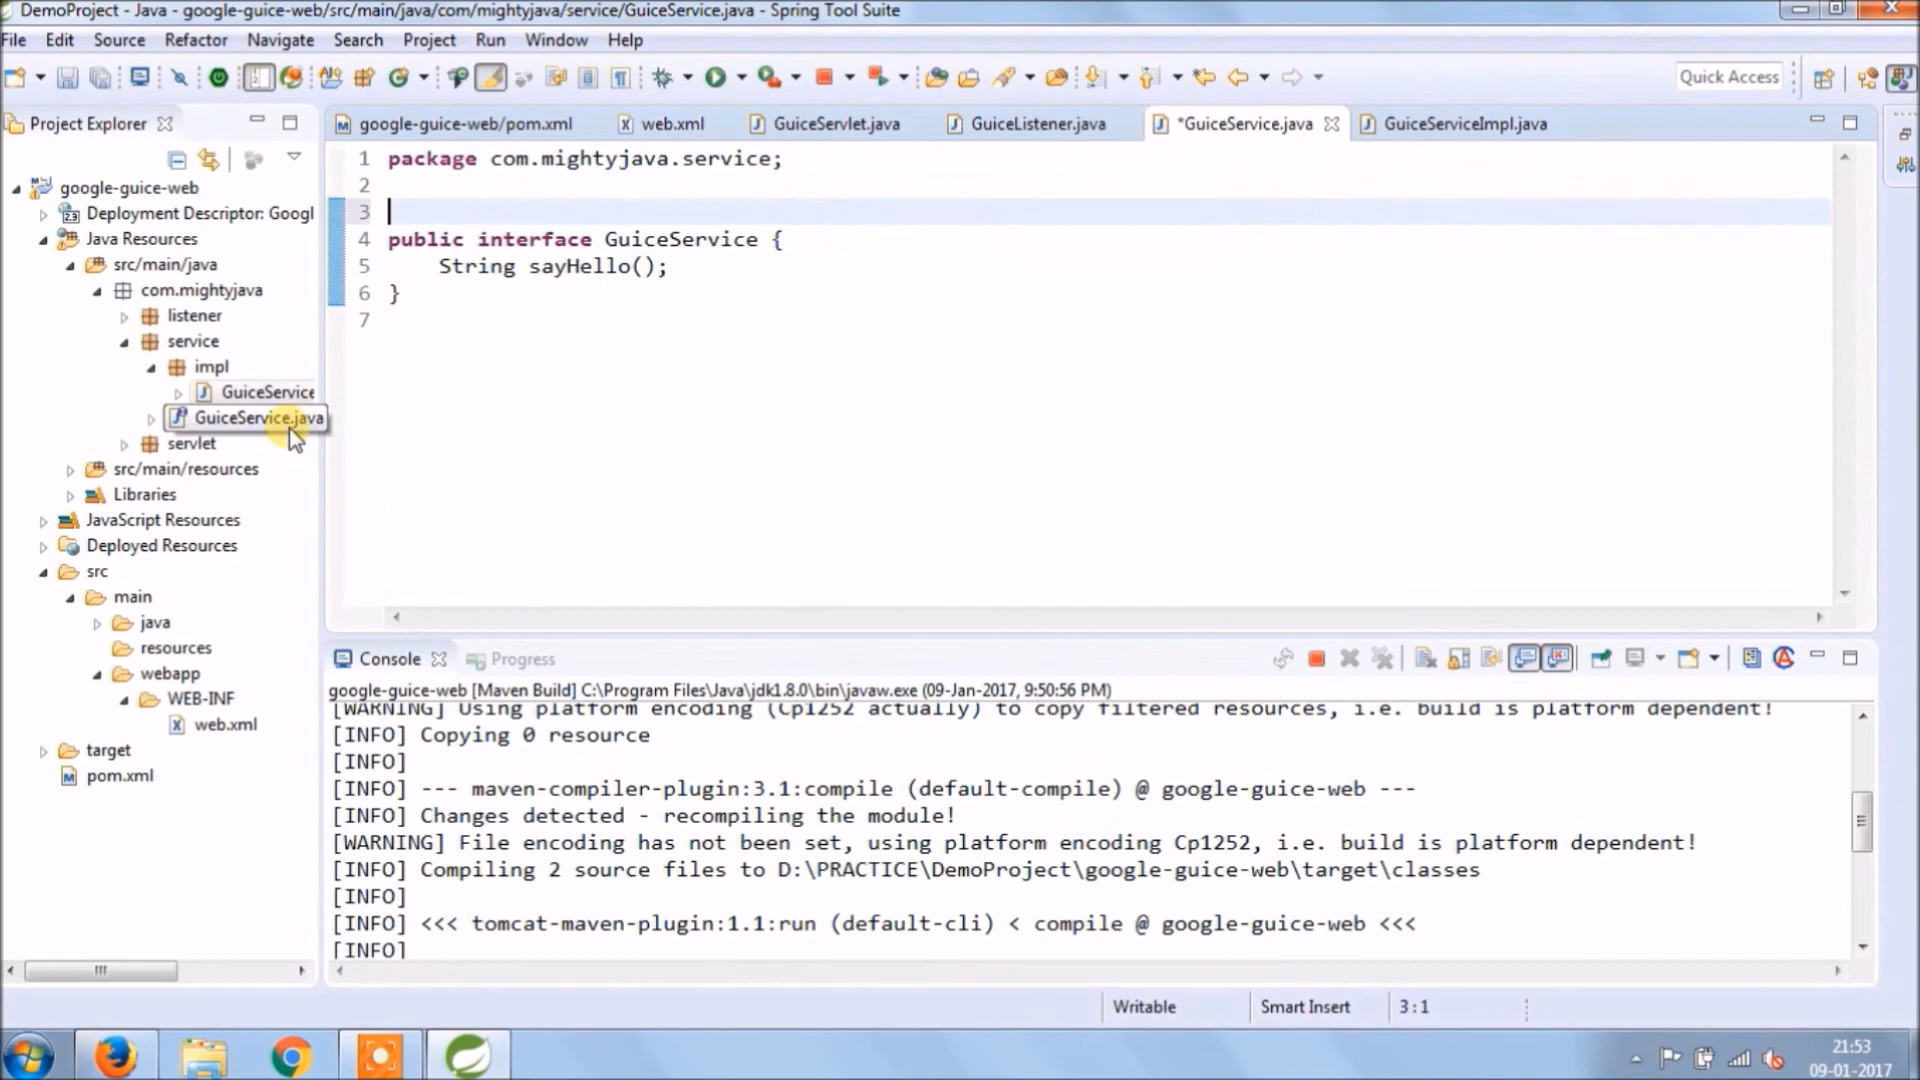 DemoProject - Java - google-guice-web/src/main/java/com/mightyjava/service/GuiceService.java - Spring Tool Suite
File Edit Source Refactor Navigate Search Project Run Window Help
Quick Access
Project Explorer
google-guice-web/pom.xml web.xml GuiceServlet.java GuiceListener.java *GuiceService.java GuiceServiceImpl.java
google-guice-web
Deployment Descriptor: Googl
Java Resources
src/main/java
com.mightyjava
listener
service
impl
GuiceService
GuiceService.java
servlet
src/main/resources
Libraries
JavaScript Resources
Deployed Resources
src
main
java
resources
webapp
WEB-INF
web.xml
target
pom.xml
1 package com.mightyjava.service;
2
3
4 public interface GuiceService {
5 String sayHello();
6 }
7
Console Progress
google-guice-web [Maven Build] C:\Program Files\Java\jdk1.8.0\bin\javaw.exe (09-Jan-2017, 9:50:56 PM)
[WARNING] Using platform encoding (Cp1252 actually) to copy filtered resources, i.e. build is platform dependent!
[INFO] Copying 0 resource
[INFO]
[INFO] --- maven-compiler-plugin:3.1:compile (default-compile) @ google-guice-web ---
[INFO] Changes detected - recompiling the module!
[WARNING] File encoding has not been set, using platform encoding Cp1252, i.e. build is platform dependent!
[INFO] Compiling 2 source files to D:\PRACTICE\DemoProject\google-guice-web\target\classes
[INFO]
[INFO] <<< tomcat-maven-plugin:1.1:run (default-cli) < compile @ google-guice-web <<<
[INFO]
Writable Smart Insert 3 : 1
21:53
09-01-2017